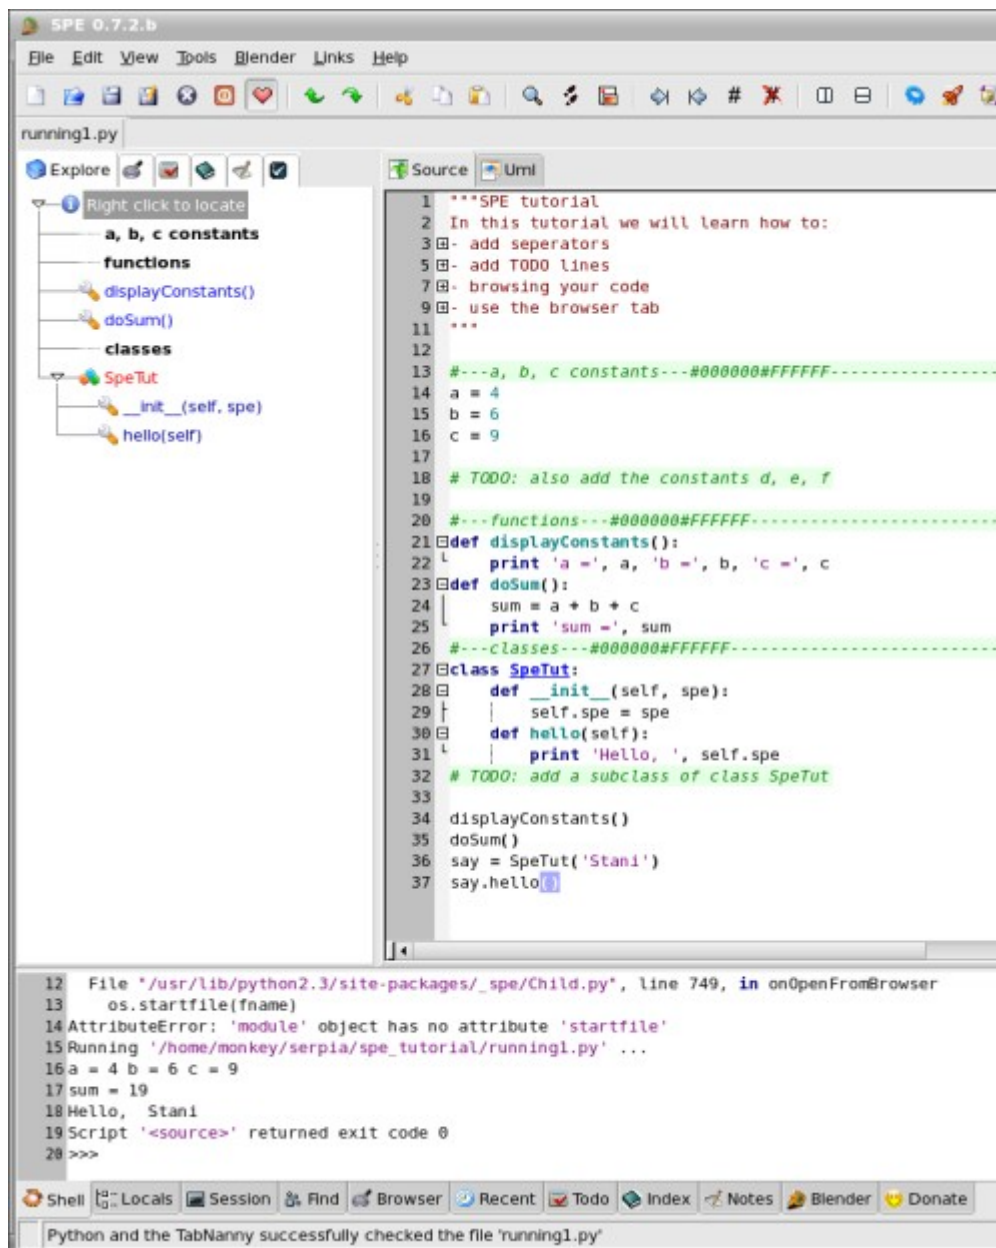 SPE 0.7.2.b
File Edit View Tools Blender Links Help
running1.py
Explore
Right click to locate
a, b, c constants
functions
displayConstants()
doSum()
classes
SpeTut
__init__(self, spe)
hello(self)
Source Uml
1 """SPE tutorial
2 In this tutorial we will learn how to:
3 - add seperators
5 - add TODO lines
7 - browsing your code
9 - use the browser tab
11 """
12
13 #---a, b, c constants---#000000#FFFFFF-----------------
14 a = 4
15 b = 6
16 c = 9
17
18 # TODO: also add the constants d, e, f
19
20 #---functions---#000000#FFFFFF-------------------------
21 def displayConstants():
22 print 'a =', a, 'b =', b, 'c =', c
23 def doSum():
24 sum = a + b + c
25 print 'sum =', sum
26 #---classes---#000000#FFFFFF---------------------------
27 class SpeTut:
28 def __init__(self, spe):
29 self.spe = spe
30 def hello(self):
31 print 'Hello, ', self.spe
32 # TODO: add a subclass of class SpeTut
33
34 displayConstants()
35 doSum()
36 say = SpeTut('Stani')
37 say.hello()
12 File "/usr/lib/python2.3/site-packages/_spe/Child.py", line 749, in onOpenFromBrowser
13 os.startfile(fname)
14 AttributeError: 'module' object has no attribute 'startfile'
15 Running '/home/monkey/serpia/spe_tutorial/running1.py' ...
16 a = 4 b = 6 c = 9
17 sum = 19
18 Hello,  Stani
19 Script '<source>' returned exit code 0
20 >>>
Shell Locals Session Find Browser Recent Todo Index Notes Blender Donate
Python and the TabNanny successfully checked the file 'running1.py'